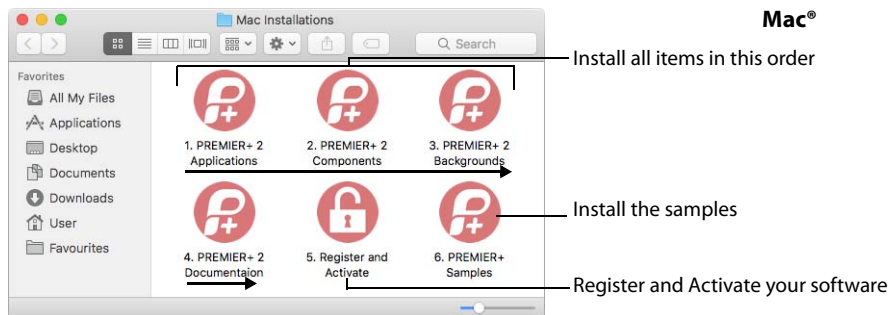 Mac Installations
Mac®
Search
Install all items in this order
Favorites
All My Files
Applications
Desktop
Documents
Downloads
User
Favourites
1. PREMIER+ 2
Applications
2. PREMIER+ 2
Components
3. PREMIER+ 2
Backgrounds
4. PREMIER+ 2
Documentaion
5. Register and
Activate
6. PREMIER+
Samples
Install the samples
Register and Activate your software